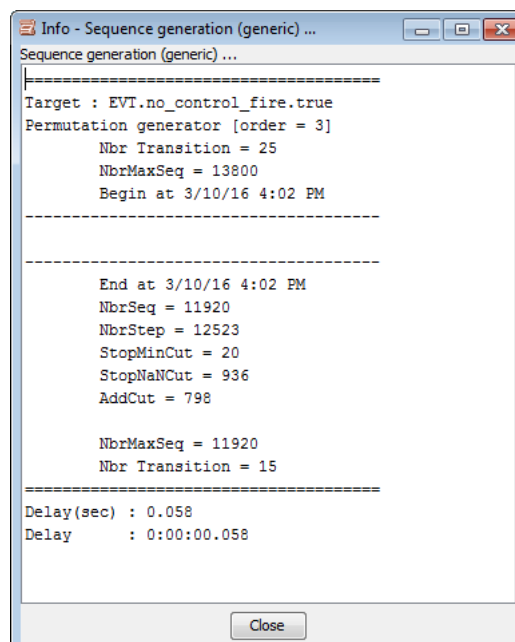 Info - Sequence generation (generic) ...
Sequence generation (generic) ...
======================================
Target : EVT.no_control_fire.true
Permutation generator [order = 3]
Nbr Transition = 25
NbrMaxSeq = 13800
Begin at 3/10/16 4:02 PM
--------------------------------------
--------------------------------------
End at 3/10/16 4:02 PM
NbrSeq = 11920
NbrStep = 12523
StopMinCut = 20
StopNaNCut = 936
AddCut = 798
NbrMaxSeq = 11920
Nbr Transition = 15
======================================
Delay(sec) : 0.058
Delay      : 0:00:00.058
Close